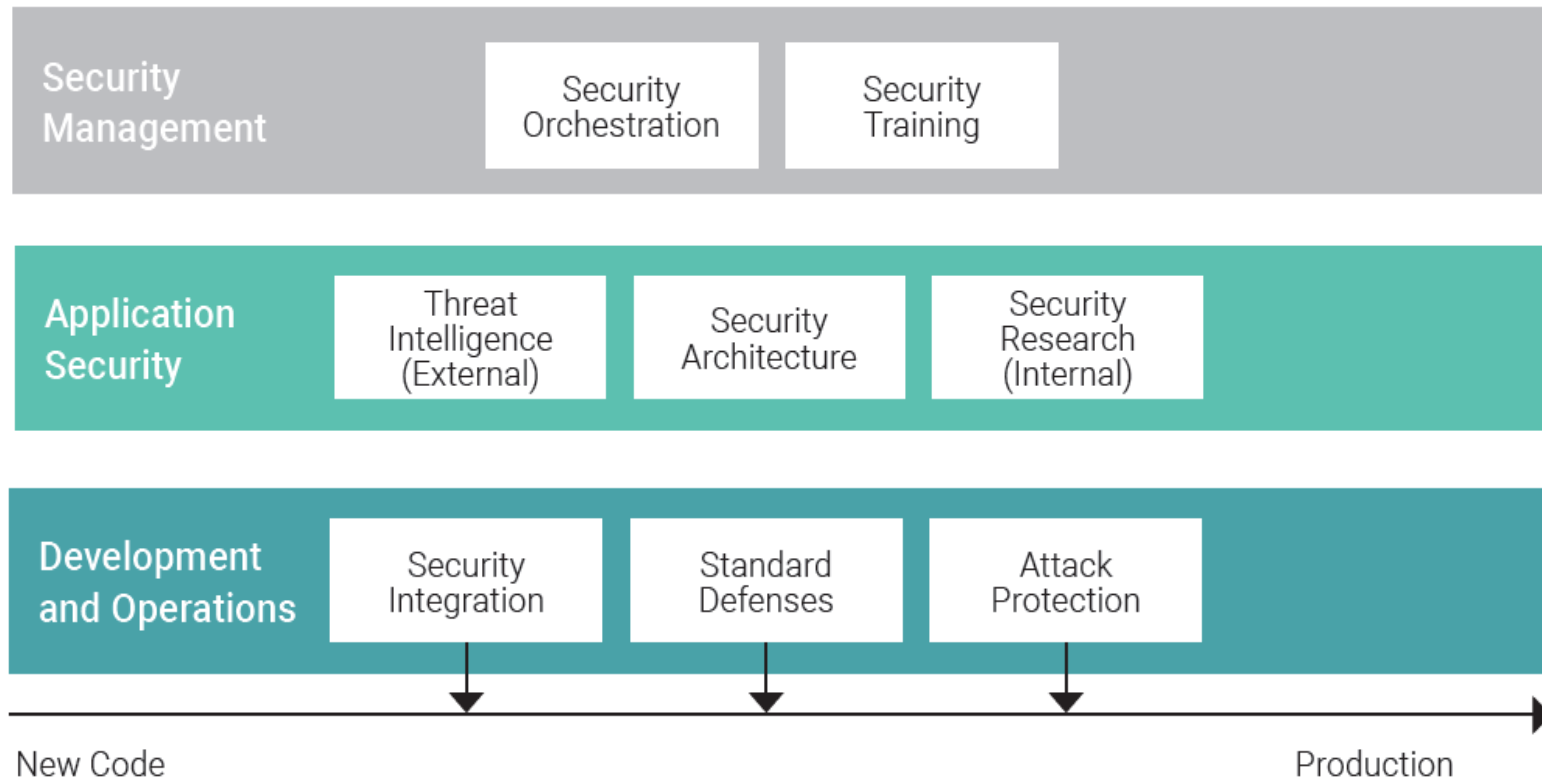 Security
Management
Security
Orchestration
Security
Training
Application
Security
Threat
Intelligence
(External)
Security
Architecture
Security
Research
(Internal)
Development
and Operations
Security
Integration
Standard
Defenses
Attack
Protection
New Code
Production